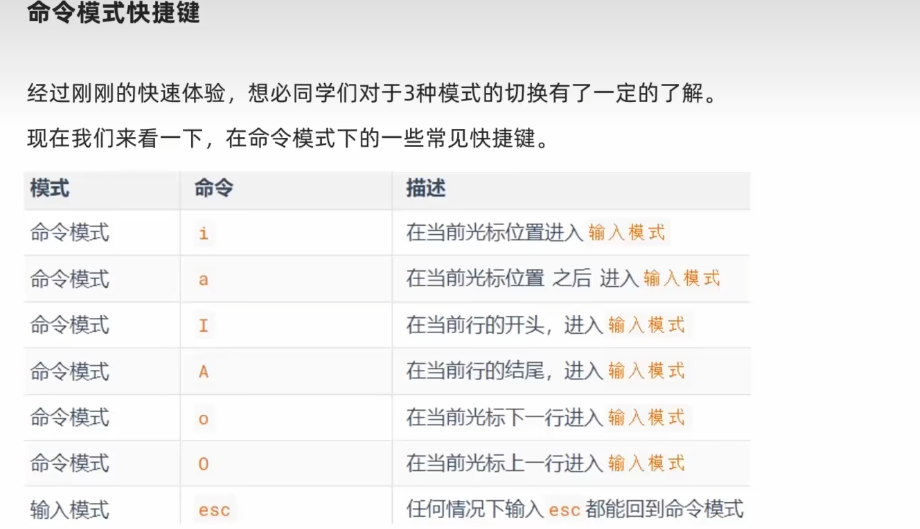 命令模式快捷键
经过刚刚的快速体验，想必同学们对于3种模式的切换有了一定的了解。
现在我们来看一下，在命令模式下的一些常见快捷键。
模式 命令 描述
命令模式 i 在当前光标位置进入 输入模式
命令模式 a 在当前光标位置 之后 进入 输入模式
命令模式 I 在当前行的开头，进入 输入模式
命令模式 A 在当前行的结尾，进入 输入模式
命令模式 o 在当前光标下一行进入 输入模式
命令模式 O 在当前光标上一行进入 输入模式
输入模式 esc 任何情况下输入 esc 都能回到命令模式